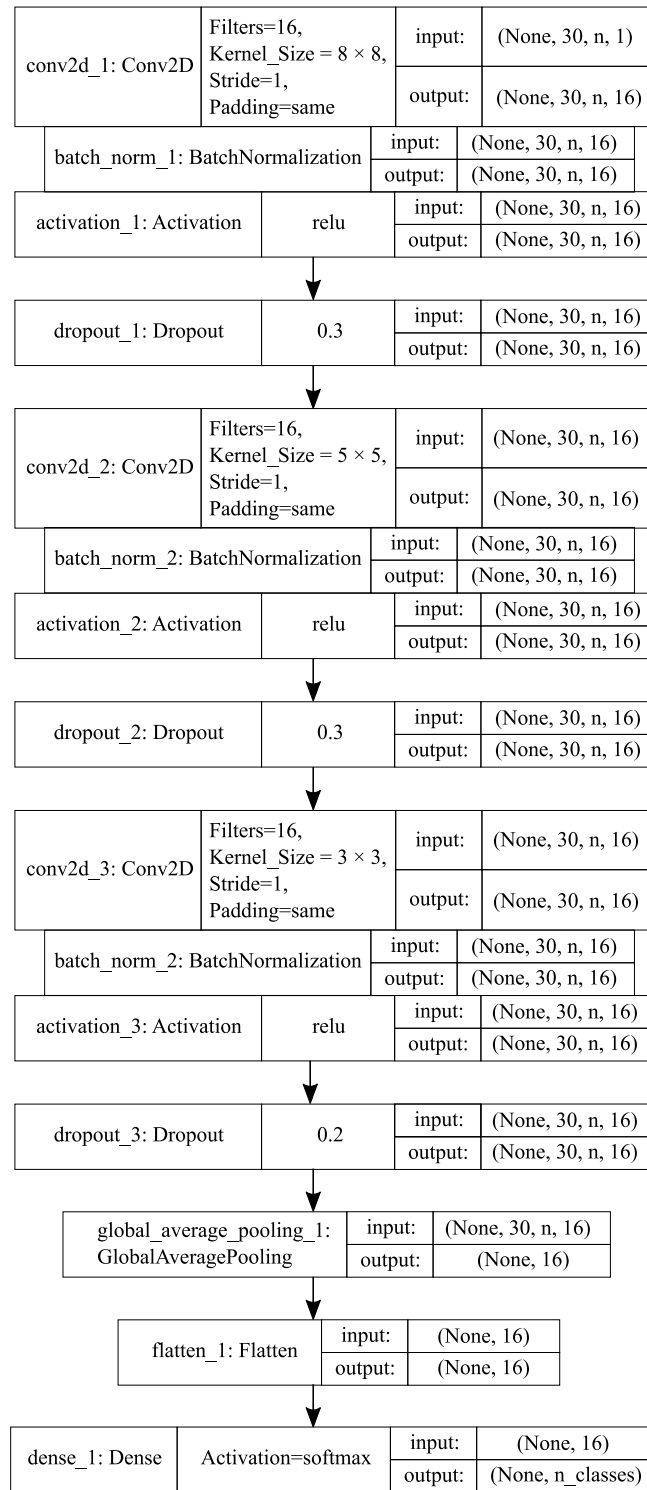 conv2d_1: Conv2D
Filters=16,
Kernel_Size = 8 × 8,
Stride=1,
Padding=same
input:
(None, 30, n, 1)
output:
(None, 30, n, 16)
batch_norm_1: BatchNormalization
input:
(None, 30, n, 16)
output:
(None, 30, n, 16)
activation_1: Activation
relu
input:
(None, 30, n, 16)
output:
(None, 30, n, 16)
dropout_1: Dropout
0.3
input:
(None, 30, n, 16)
output:
(None, 30, n, 16)
conv2d_2: Conv2D
Filters=16,
Kernel_Size = 5 × 5,
Stride=1,
Padding=same
input:
(None, 30, n, 16)
output:
(None, 30, n, 16)
batch_norm_2: BatchNormalization
input:
(None, 30, n, 16)
output:
(None, 30, n, 16)
activation_2: Activation
relu
input:
(None, 30, n, 16)
output:
(None, 30, n, 16)
dropout_2: Dropout
0.3
input:
(None, 30, n, 16)
output:
(None, 30, n, 16)
conv2d_3: Conv2D
Filters=16,
Kernel_Size = 3 × 3,
Stride=1,
Padding=same
input:
(None, 30, n, 16)
output:
(None, 30, n, 16)
batch_norm_2: BatchNormalization
input:
(None, 30, n, 16)
output:
(None, 30, n, 16)
activation_3: Activation
relu
input:
(None, 30, n, 16)
output:
(None, 30, n, 16)
dropout_3: Dropout
0.2
input:
(None, 30, n, 16)
output:
(None, 30, n, 16)
global_average_pooling_1:
GlobalAveragePooling
input:
(None, 30, n, 16)
output:
(None, 16)
flatten_1: Flatten
input:
(None, 16)
output:
(None, 16)
dense_1: Dense
Activation=softmax
input:
(None, 16)
output:
(None, n_classes)